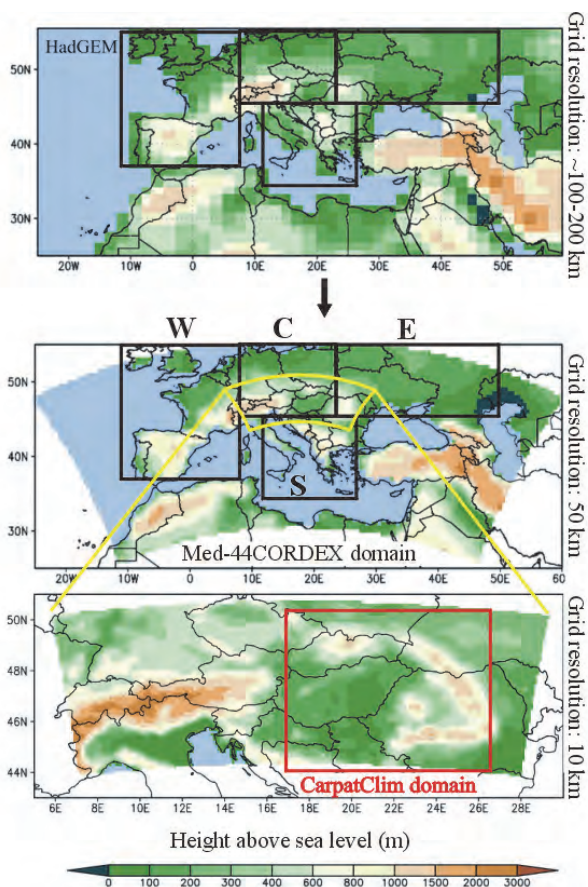 HadGEM
50N
40N
30N
20W
10W
0
10E
20E
30E
40E
50E
Grid resolution: ~100-200 km
W
C
E
50N
40N
30N
S
Med-44CORDEX domain
20W
10W
0
10E
20E
30E
40E
50E
60
Grid resolution: 50 km
50N
48N
46N
44N
CarpatClim domain
6E
8E
10E
12E
14E
16E
18E
20E
22E
24E
26E
28E
Grid resolution: 10 km
Height above sea level (m)
0
100
200
400
600
800
1000
1500
2000
3000